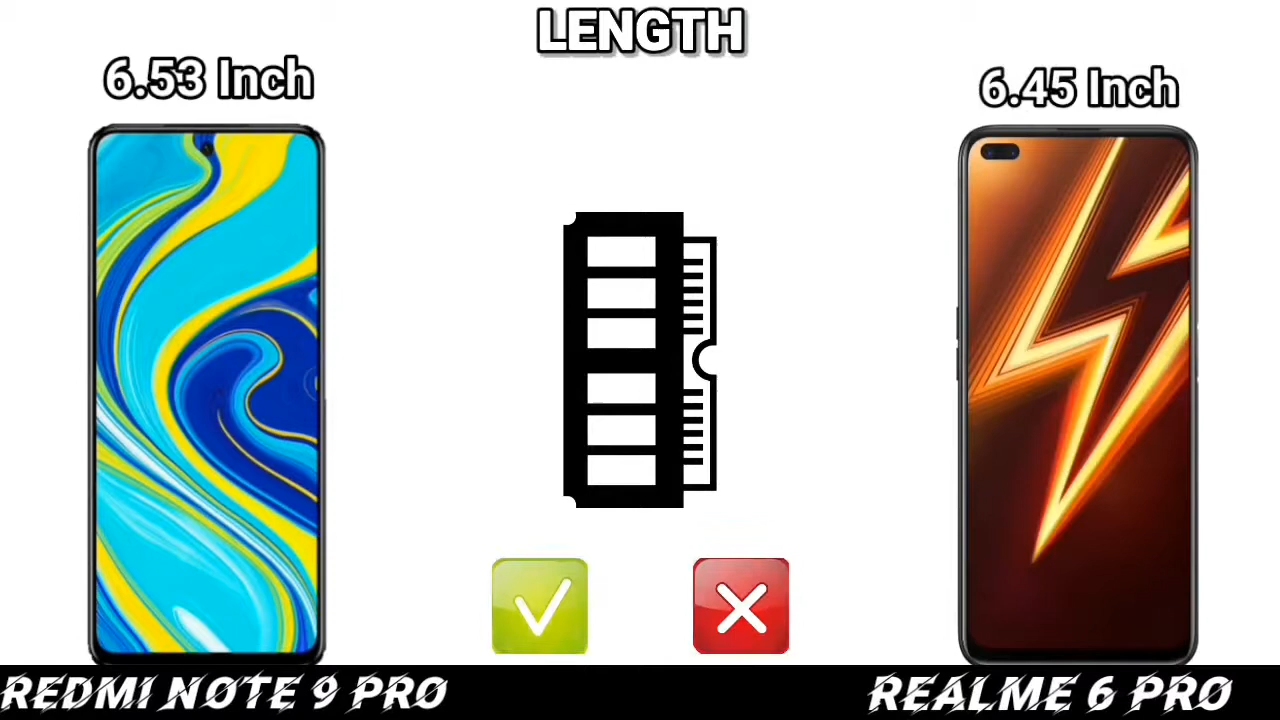 LENGTH
6.53 Inch
6.45 Inch
REDMI NOTE 9 PRO
REALME 6 PRO